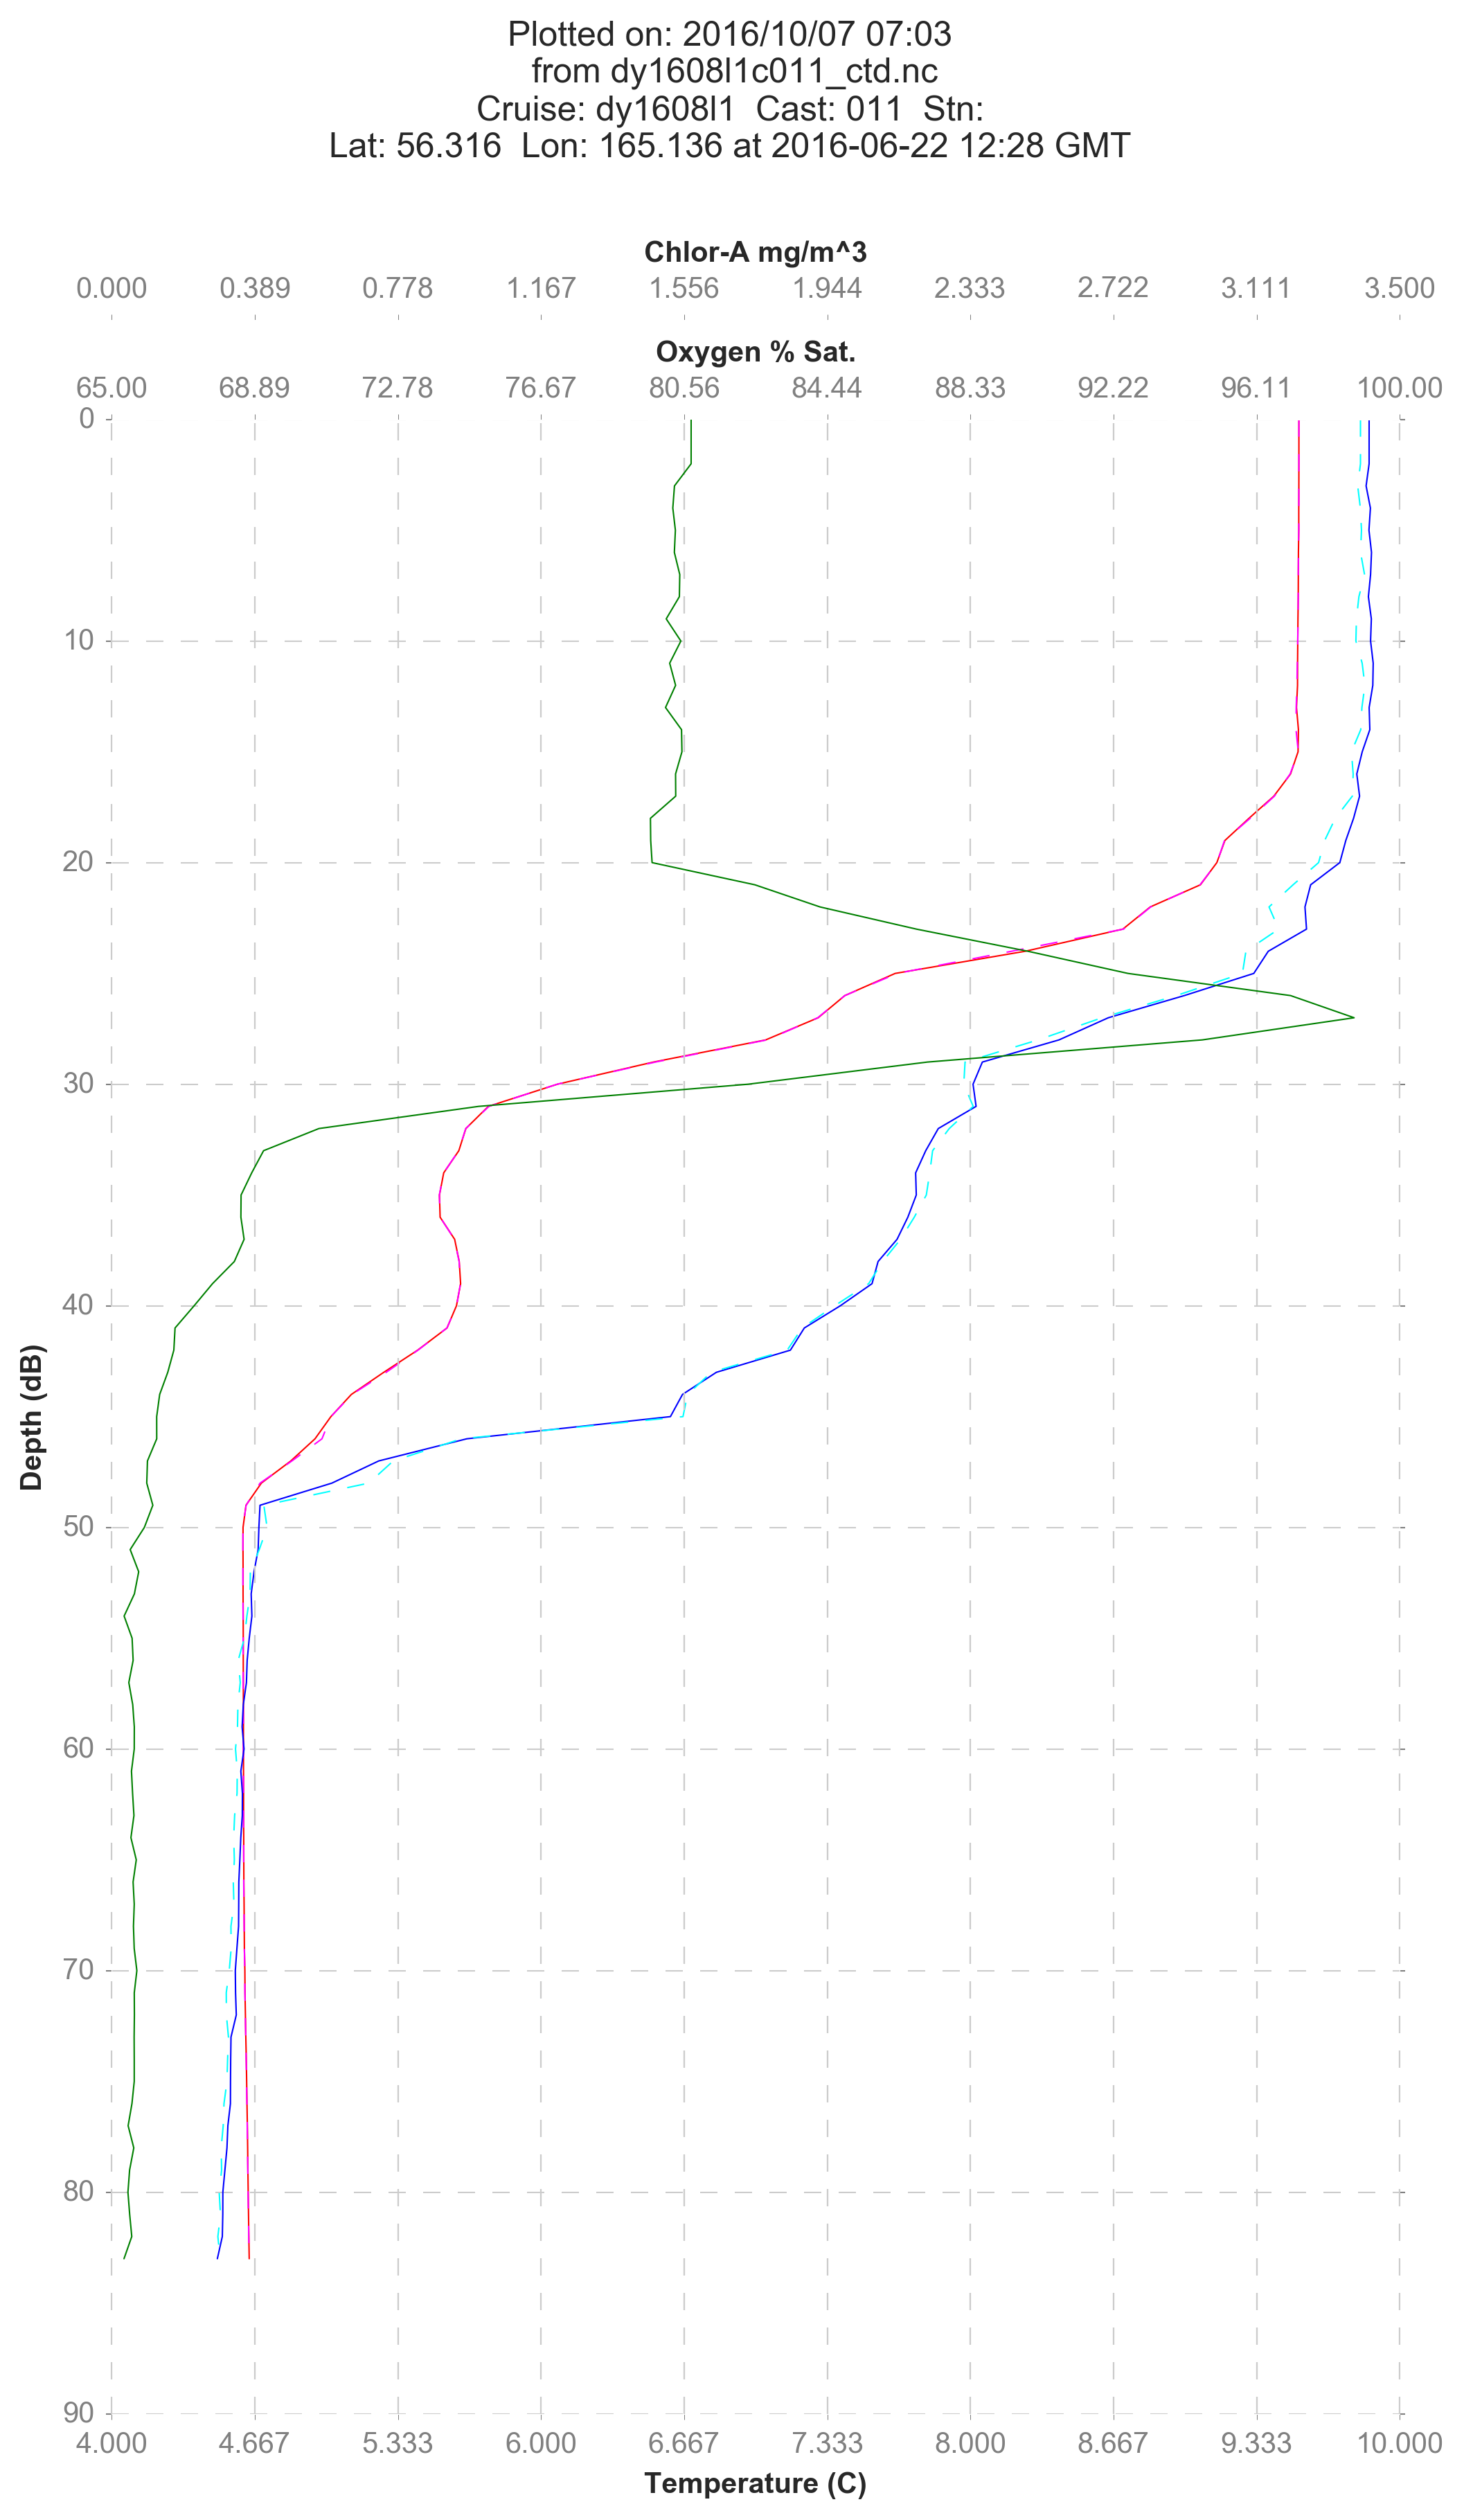 Plotted on: 2016/10/07 07:03
from dy1608l1c011_ctd.nc
Cruise: dy1608l1  Cast: 011  Stn:
Lat: 56.316  Lon: 165.136 at 2016-06-22 12:28 GMT
Chlor-A mg/m^3
0.000 0.389 0.778 1.167 1.556 1.944 2.333 2.722 3.111 3.500
Oxygen % Sat.
65.00 68.89 72.78 76.67 80.56 84.44 88.33 92.22 96.11 100.00
0
10
20
30
40
Depth (dB)
50
60
70
80
90
4.000 4.667 5.333 6.000 6.667 7.333 8.000 8.667 9.333 10.000
Temperature (C)